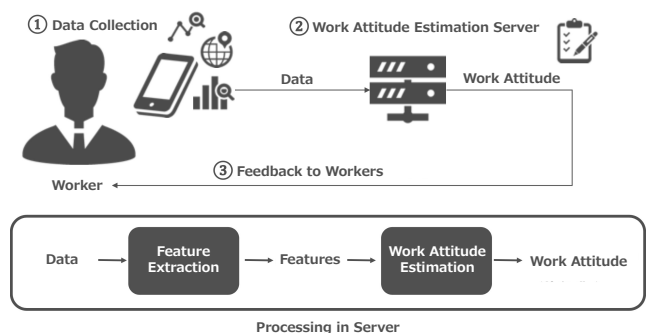 ① Data Collection
② Work Attitude Estimation Server
Data
Work Attitude
③ Feedback to Workers
Worker
Data
Feature
Extraction
Features
Work Attitude
Estimation
Work Attitude
Processing in Server